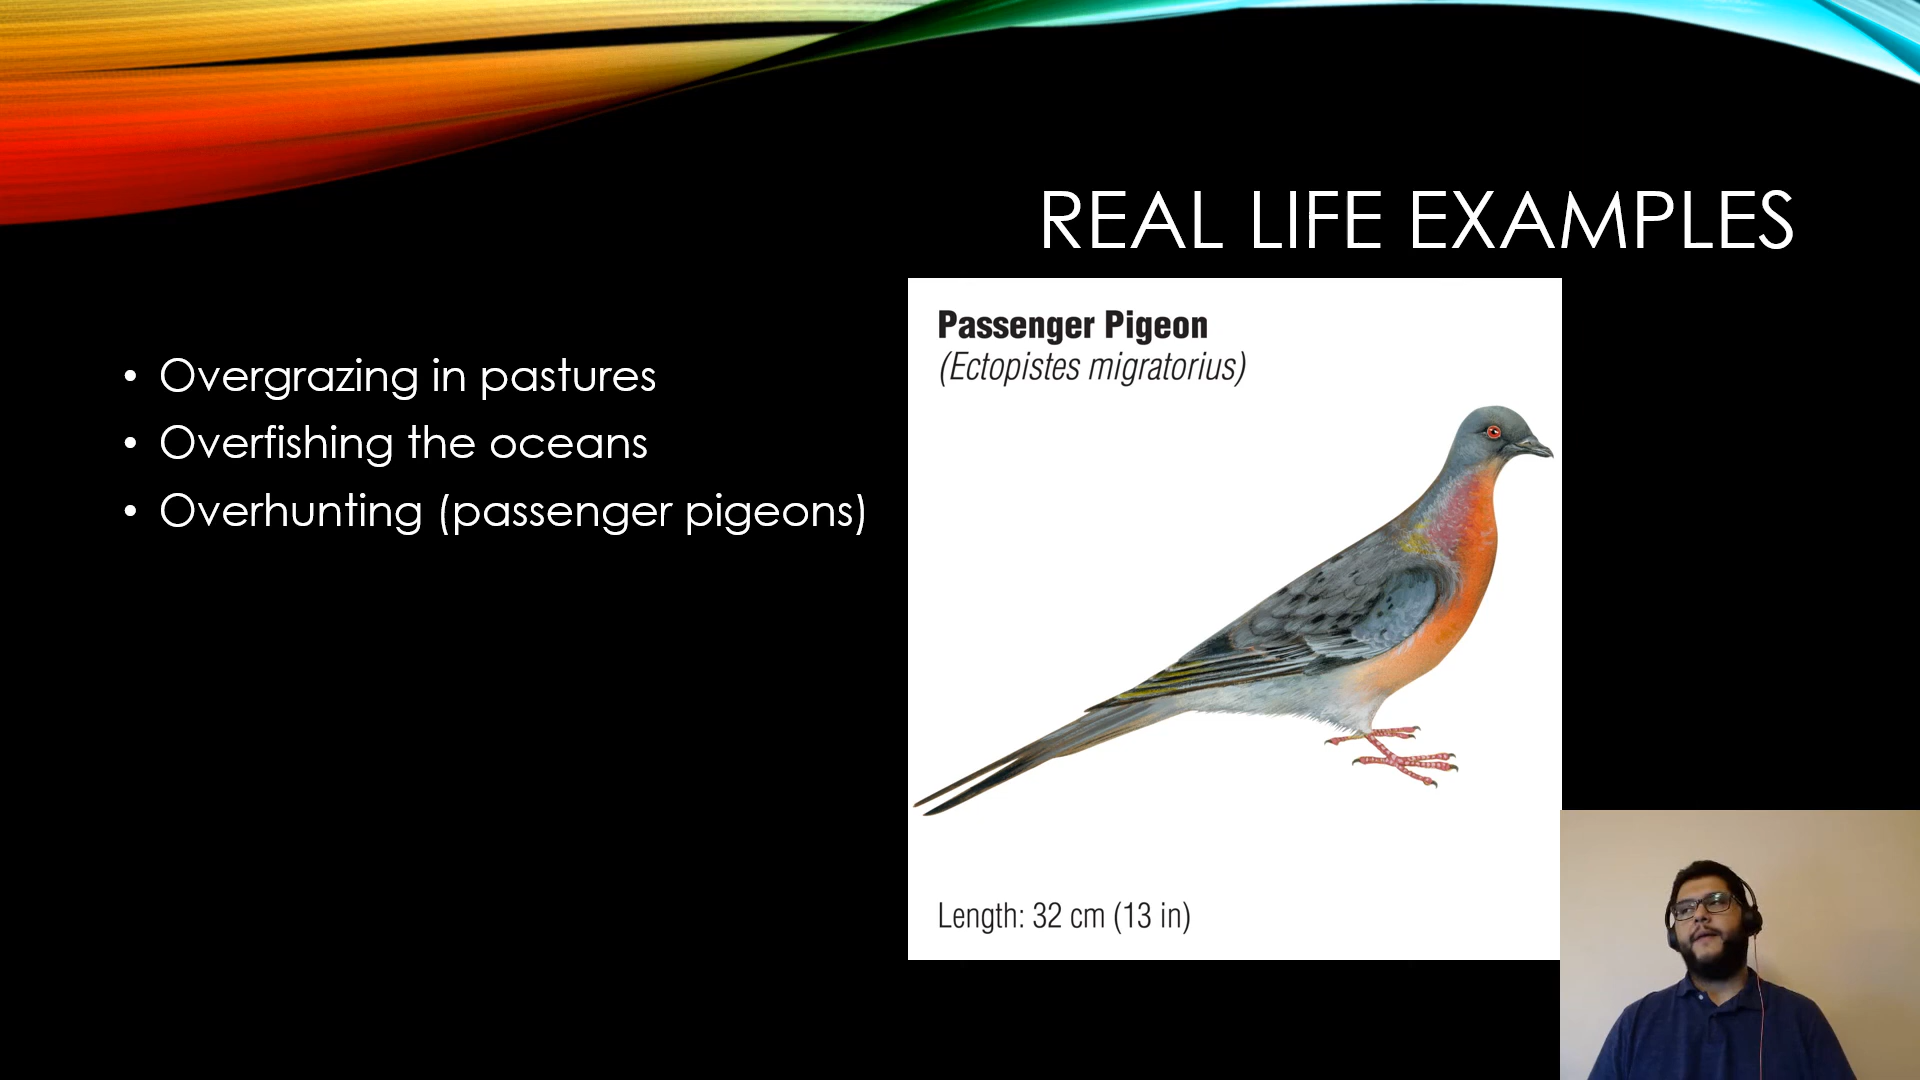 REAL LIFE EXAMPLES
• Overgrazing in pastures
• Overfishing the oceans
• Overhunting (passenger pigeons)
Passenger Pigeon
(Ectopistes migratorius)
Length: 32 cm (13 in)